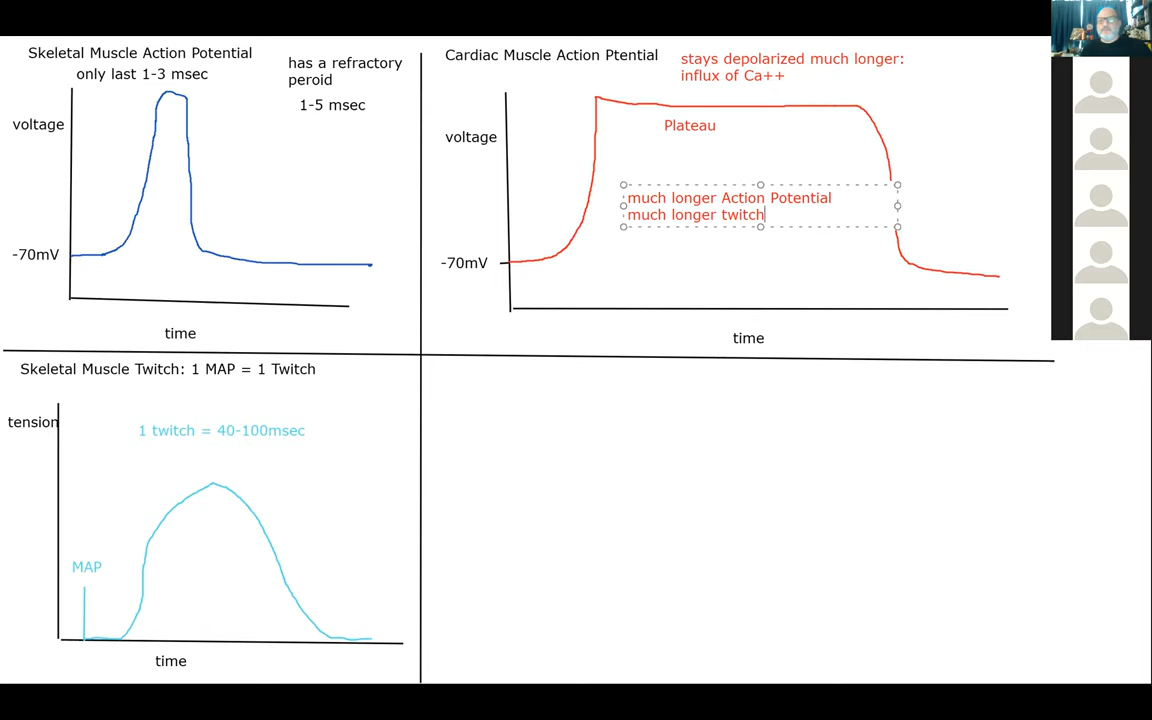 Skeletal Muscle Action Potential
only last 1-3 msec
has a refractory
peroid
1-5 msec
voltage
-70mV
time
Cardiac Muscle Action Ptential
stays depolarized much longer:
influx of Ca++
voltage
Plateau
much longer Action Potential
much longer twitch
-70mV
time
Skeletal Muscle Twitch: 1 MAP = 1 Twitch
tension
1 twitch = 40-100msec
MAP
time